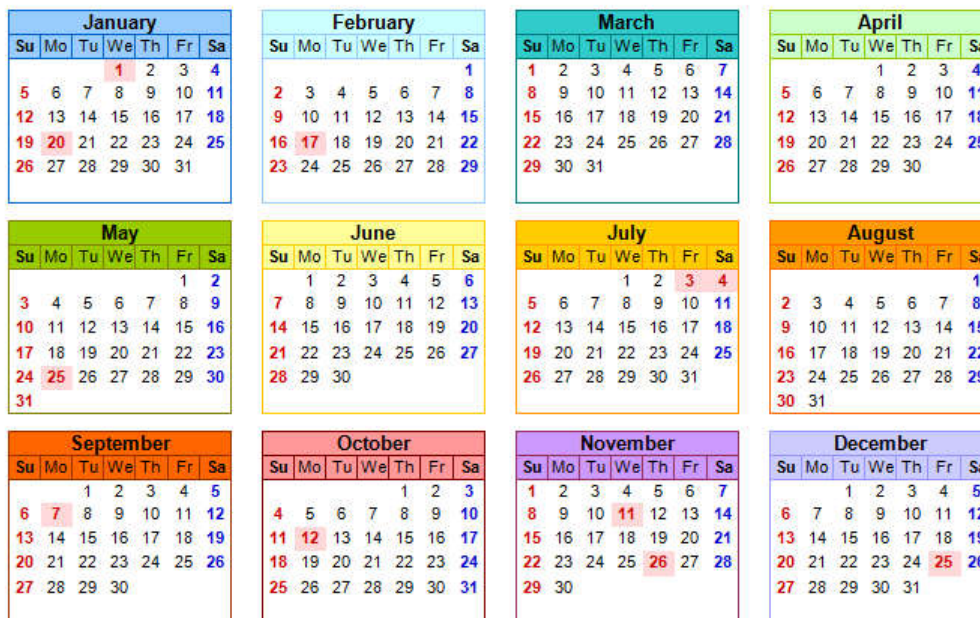 January
Su Mo Tu We Th Fr Sa
1 2 3 4
5 6 7 8 9 10 11
12 13 14 15 16 17 18
19 20 21 22 23 24 25
26 27 28 29 30 31
February
Su Mo Tu We Th Fr Sa
1
2 3 4 5 6 7 8
9 10 11 12 13 14 15
16 17 18 19 20 21 22
23 24 25 26 27 28 29
March
Su Mo Tu We Th Fr Sa
1 2 3 4 5 6 7
8 9 10 11 12 13 14
15 16 17 18 19 20 21
22 23 24 25 26 27 28
29 30 31
April
Su Mo Tu We Th Fr Sa
1 2 3 4
5 6 7 8 9 10 11
12 13 14 15 16 17 18
19 20 21 22 23 24 25
26 27 28 29 30
May
Su Mo Tu We Th Fr Sa
1 2
3 4 5 6 7 8 9
10 11 12 13 14 15 16
17 18 19 20 21 22 23
24 25 26 27 28 29 30
31
June
Su Mo Tu We Th Fr Sa
1 2 3 4 5 6
7 8 9 10 11 12 13
14 15 16 17 18 19 20
21 22 23 24 25 26 27
28 29 30
July
Su Mo Tu We Th Fr Sa
1 2 3 4
5 6 7 8 9 10 11
12 13 14 15 16 17 18
19 20 21 22 23 24 25
26 27 28 29 30 31
August
Su Mo Tu We Th Fr Sa
1
2 3 4 5 6 7 8
9 10 11 12 13 14 15
16 17 18 19 20 21 22
23 24 25 26 27 28 29
30 31
September
Su Mo Tu We Th Fr Sa
1 2 3 4 5
6 7 8 9 10 11 12
13 14 15 16 17 18 19
20 21 22 23 24 25 26
27 28 29 30
October
Su Mo Tu We Th Fr Sa
1 2 3
4 5 6 7 8 9 10
11 12 13 14 15 16 17
18 19 20 21 22 23 24
25 26 27 28 29 30 31
November
Su Mo Tu We Th Fr Sa
1 2 3 4 5 6 7
8 9 10 11 12 13 14
15 16 17 18 19 20 21
22 23 24 25 26 27 28
29 30
December
Su Mo Tu We Th Fr Sa
1 2 3 4 5
6 7 8 9 10 11 12
13 14 15 16 17 18 19
20 21 22 23 24 25 26
27 28 29 30 31